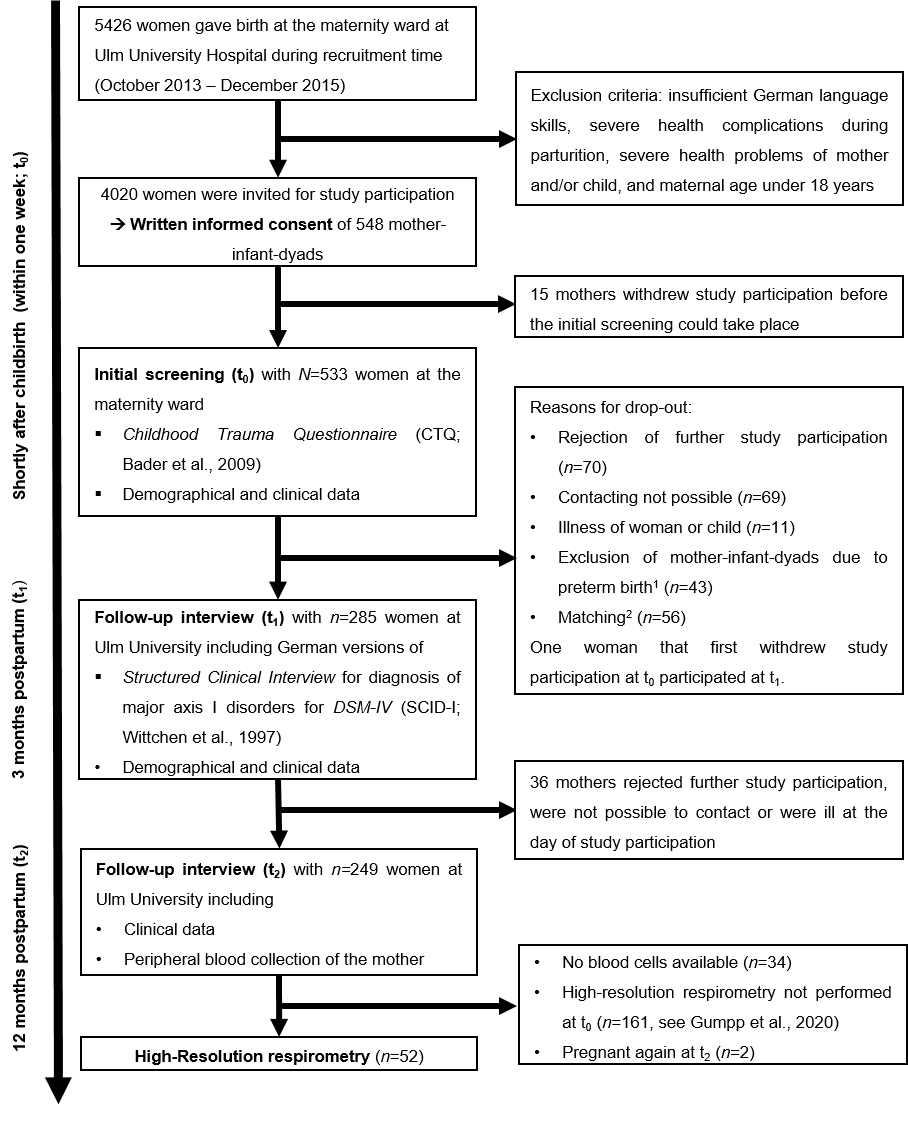 5426 women gave birth at the maternity ward at
Ulm University Hospital during recruitment time
(October 2013 – December 2015)
Exclusion criteria: insufficient German language
skills, severe health complications during
parturition, severe health problems of mother
and/or child, and maternal age under 18 years
Shortly after childbirth (within one week; t₀)
4020 women were invited for study participation
→ Written informed consent of 548 mother-
infant-dyads
15 mothers withdrew study participation before
the initial screening could take place
Initial screening (t₀) with N=533 women at the
maternity ward
▪ Childhood Trauma Questionnaire (CTQ;
Bader et al., 2009)
▪ Demographical and clinical data
Reasons for drop-out:
• Rejection of further study participation
(n=70)
• Contacting not possible (n=69)
• Illness of woman or child (n=11)
• Exclusion of mother-infant-dyads due to
preterm birth¹ (n=43)
• Matching² (n=56)
One woman that first withdrew study
participation at t₀ participated at t₁.
3 months postpartum (t₁)
Follow-up interview (t₁) with n=285 women at
Ulm University including German versions of
▪ Structured Clinical Interview for diagnosis of
major axis I disorders for DSM-IV (SCID-I;
Wittchen et al., 1997)
• Demographical and clinical data
36 mothers rejected further study participation,
were not possible to contact or were ill at the
day of study participation
12 months postpartum (t₂)
Follow-up interview (t₂) with n=249 women at
Ulm University including
• Clinical data
• Peripheral blood collection of the mother
• No blood cells available (n=34)
• High-resolution respirometry not performed
at t₀ (n=161, see Gumpp et al., 2020)
• Pregnant again at t₂ (n=2)
High-Resolution respirometry (n=52)